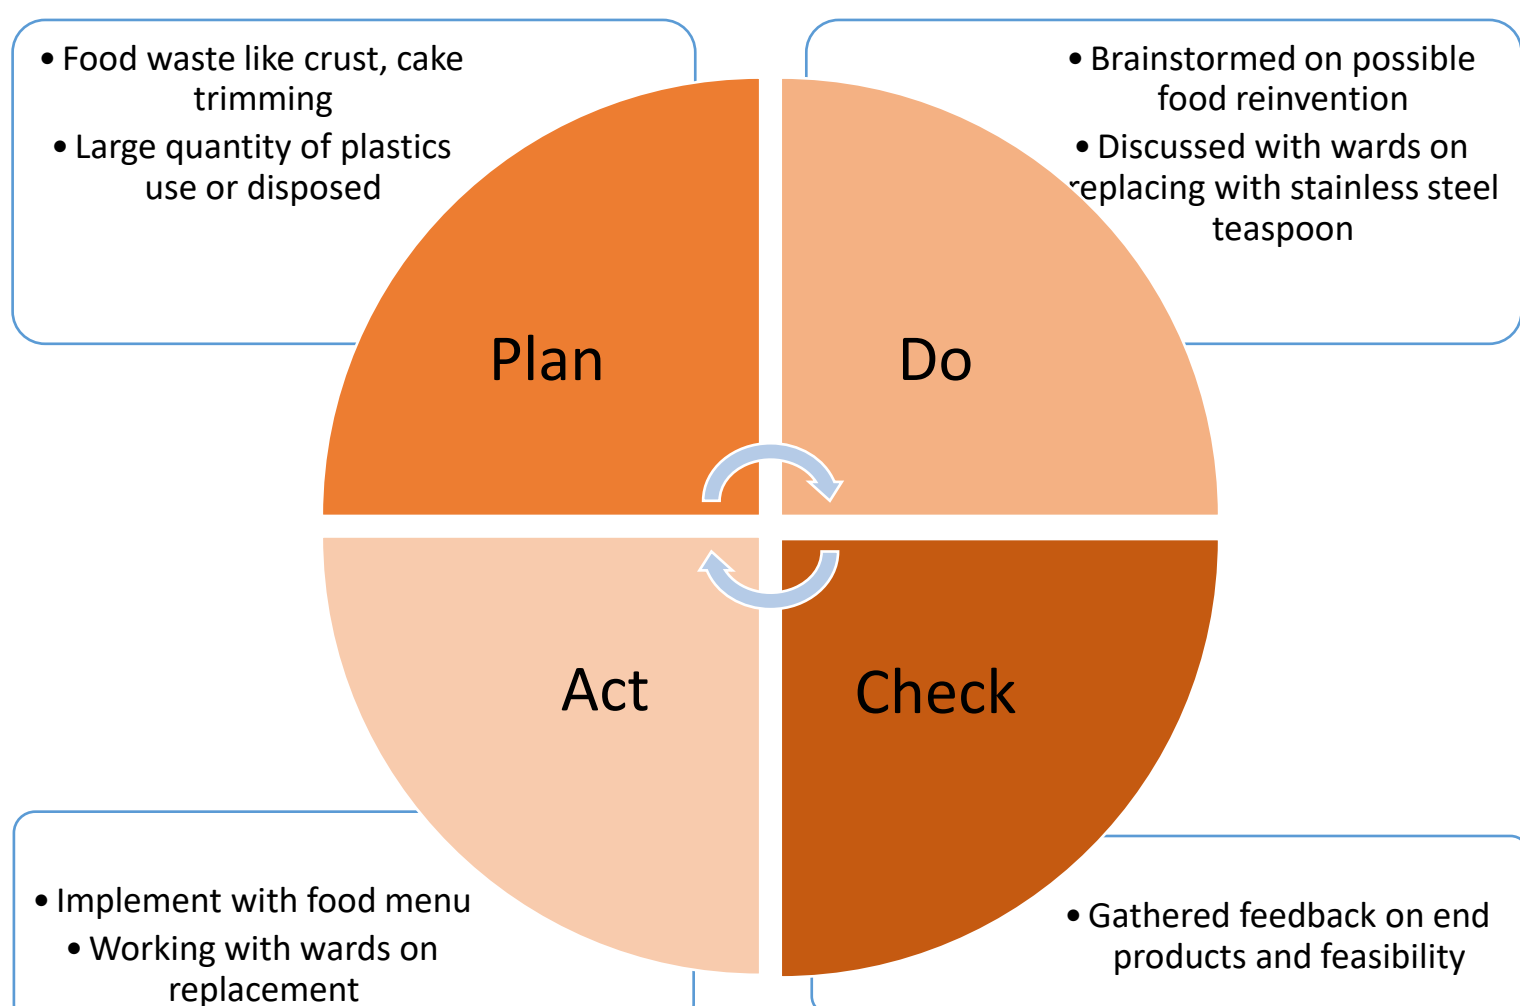 • Food waste like crust, cake
trimming
• Large quantity of plastics
use or disposed
• Brainstormed on possible
food reinvention
• Discussed with wards on
replacing with stainless steel
teaspoon
Plan
Do
Act
Check
• Implement with food menu
• Working with wards on
replacement
• Gathered feedback on end
products and feasibility